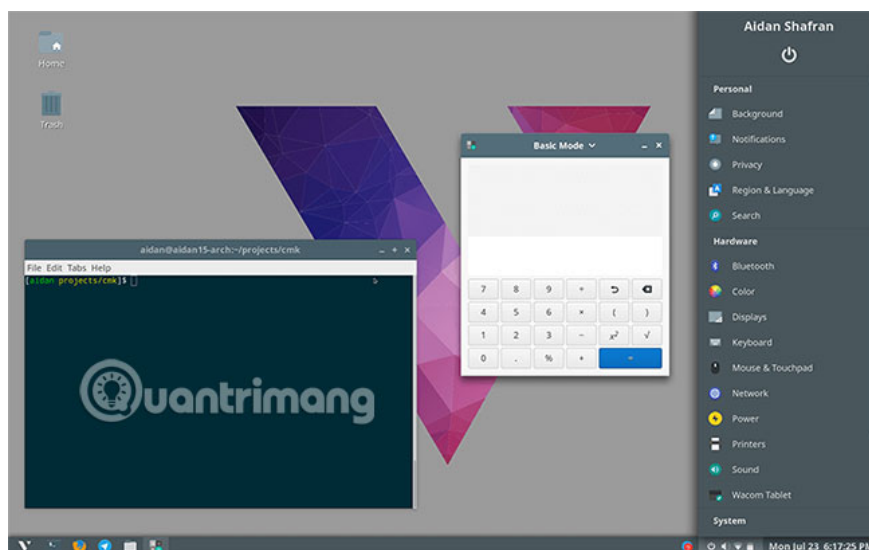 Aidan Shafran
Home
Trash
Personal
Background
Notifications
Privacy
Region & Language
Search
Hardware
Bluetooth
Color
Displays
Keyboard
Mouse & Touchpad
Network
Power
Printers
Sound
Wacom Tablet
System
Basic Mode
7 8 9 ÷
4 5 6 × ( )
1 2 3 − x² √
0 . % + =
aidan@aidan15-arch:~/projects/cmk
File Edit Tabs Help
[aidan projects/cmk]$
Quantrimang
Mon Jul 23 6:17:25 PM